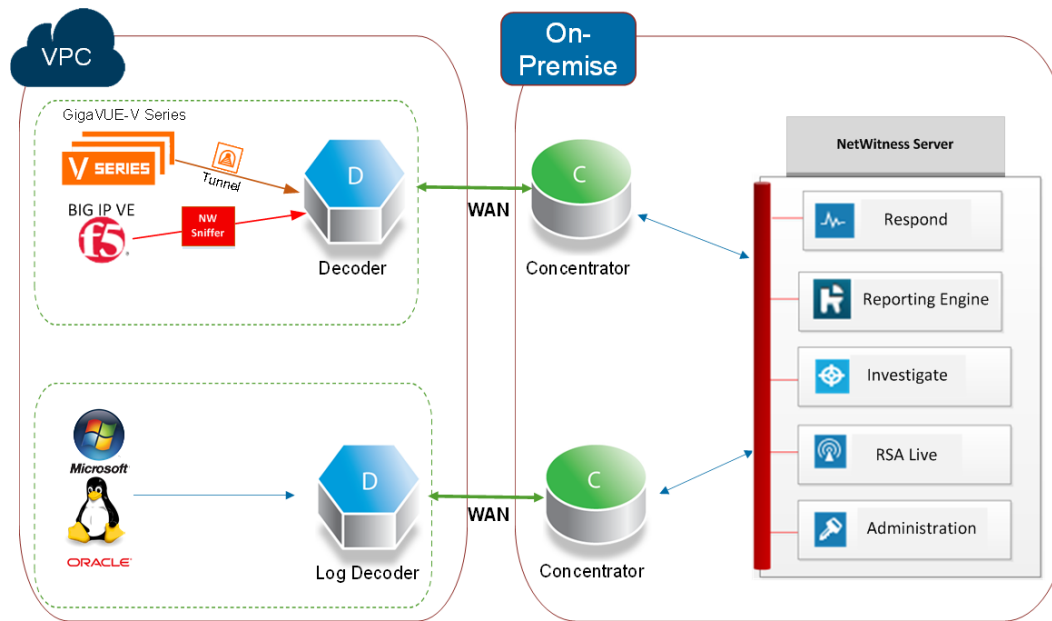 VPC
On-
Premise
GigaVUE-V Series
V SERIES
Tunnel
BIG IP VE
f5
NW
Sniffer
D
Decoder
WAN
C
Concentrator
NetWitness Server
Respond
Reporting Engine
Investigate
RSA Live
Administration
Microsoft
ORACLE
D
Log Decoder
WAN
C
Concentrator